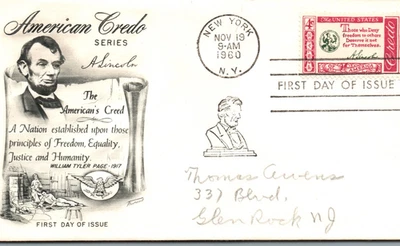 American Credo
SERIES
A. Lincoln
The
American's Creed
A Nation established upon those
principles of Freedom, Equality,
Justice and Humanity.
WILLIAM TYLER PAGE - 1917
FIRST DAY OF ISSUE
NEW YORK
NOV 19
9-AM
1960
N.Y.
4¢ UNITED STATES
Those who Deny
freedom to others
Deserve it not
for Themselves
A. Lincoln
Credo
FIRST DAY OF ISSUE
Thomas Owens
337 Blvd,
Glen Rock NJ